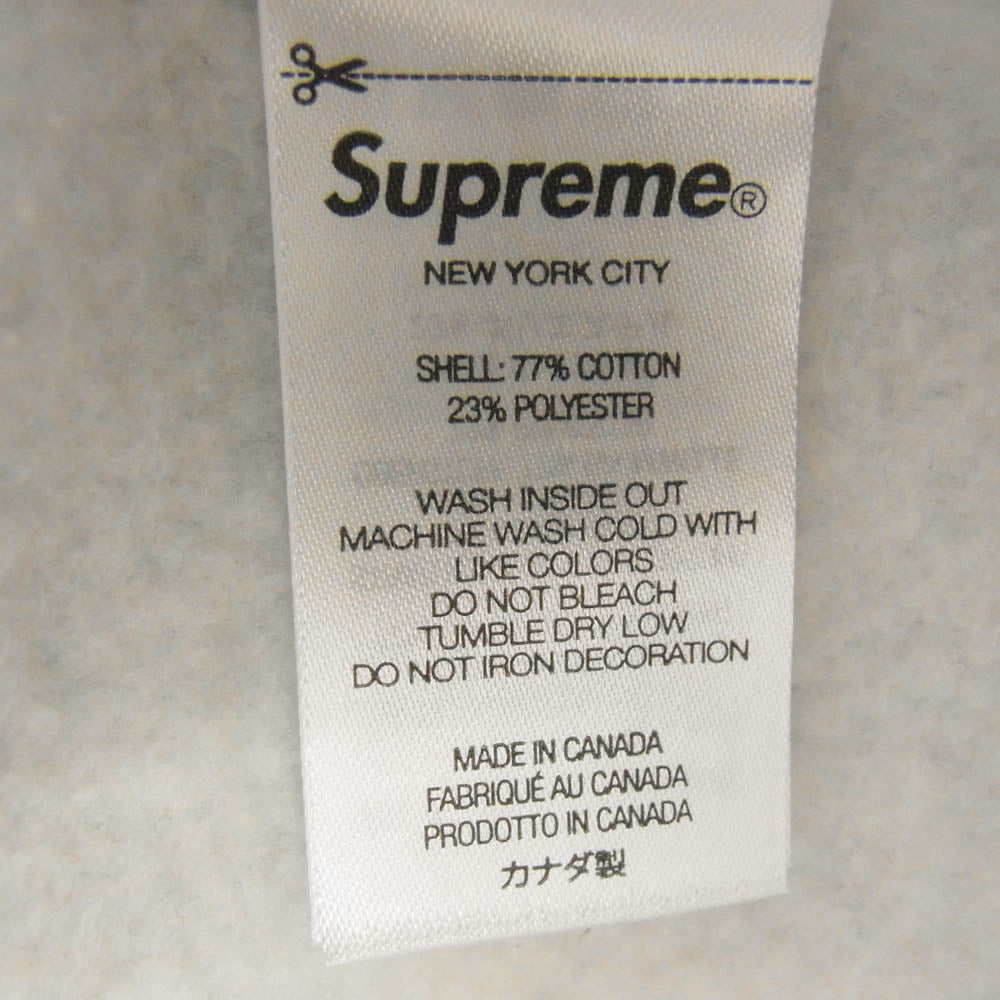 Supreme®
NEW YORK CITY
SHELL: 77% COTTON
23% POLYESTER
WASH INSIDE OUT
MACHINE WASH COLD WITH
LIKE COLORS
DO NOT BLEACH
TUMBLE DRY LOW
DO NOT IRON DECORATION
MADE IN CANADA
FABRIQUÉ AU CANADA
PRODOTTO IN CANADA
カナダ製